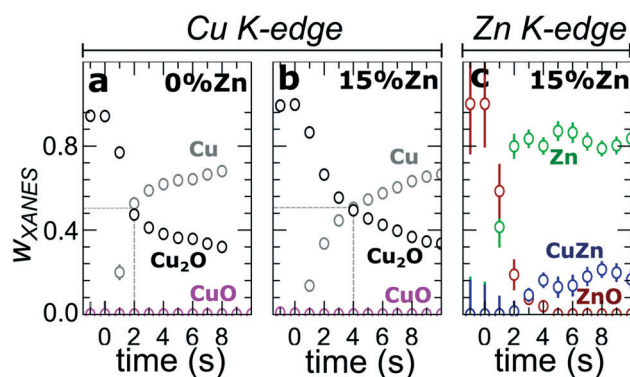 Cu K-edge Zn K-edge
a 0%Zn b 15%Zn c 15%Zn
0.8
0.4
0.0
wXANES
Cu
Cu₂O
CuO
Cu
Cu₂O
CuO
Zn
CuZn
ZnO
0 2 4 6 8 0 2 4 6 8 0 2 4 6 8
time (s) time (s) time (s)